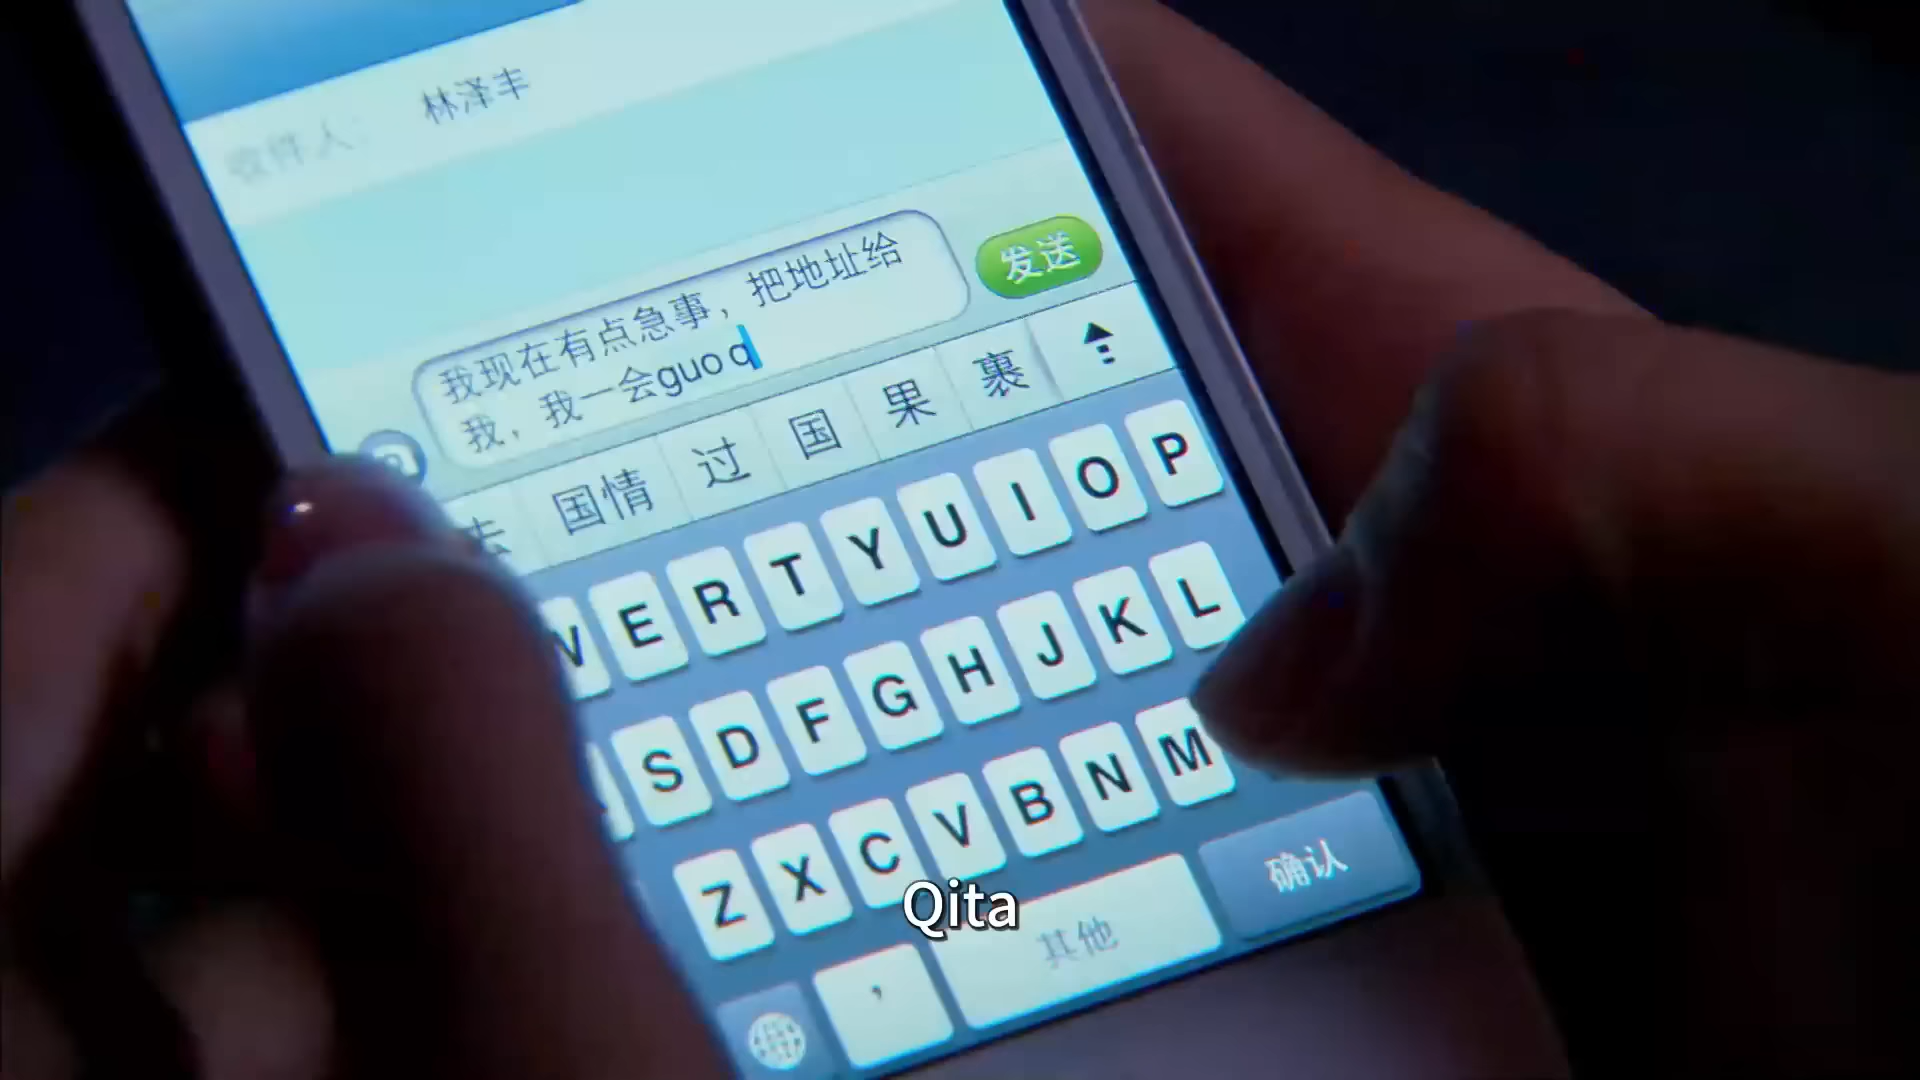 收件人： 林泽丰
我现在有点急事，把地址给
我，我一会guo q
发送
去 国情 过 国 果 裹
W E R T Y U I O P
S D F G H J K L
Z X C V B N M
Qita
, 其他 确认